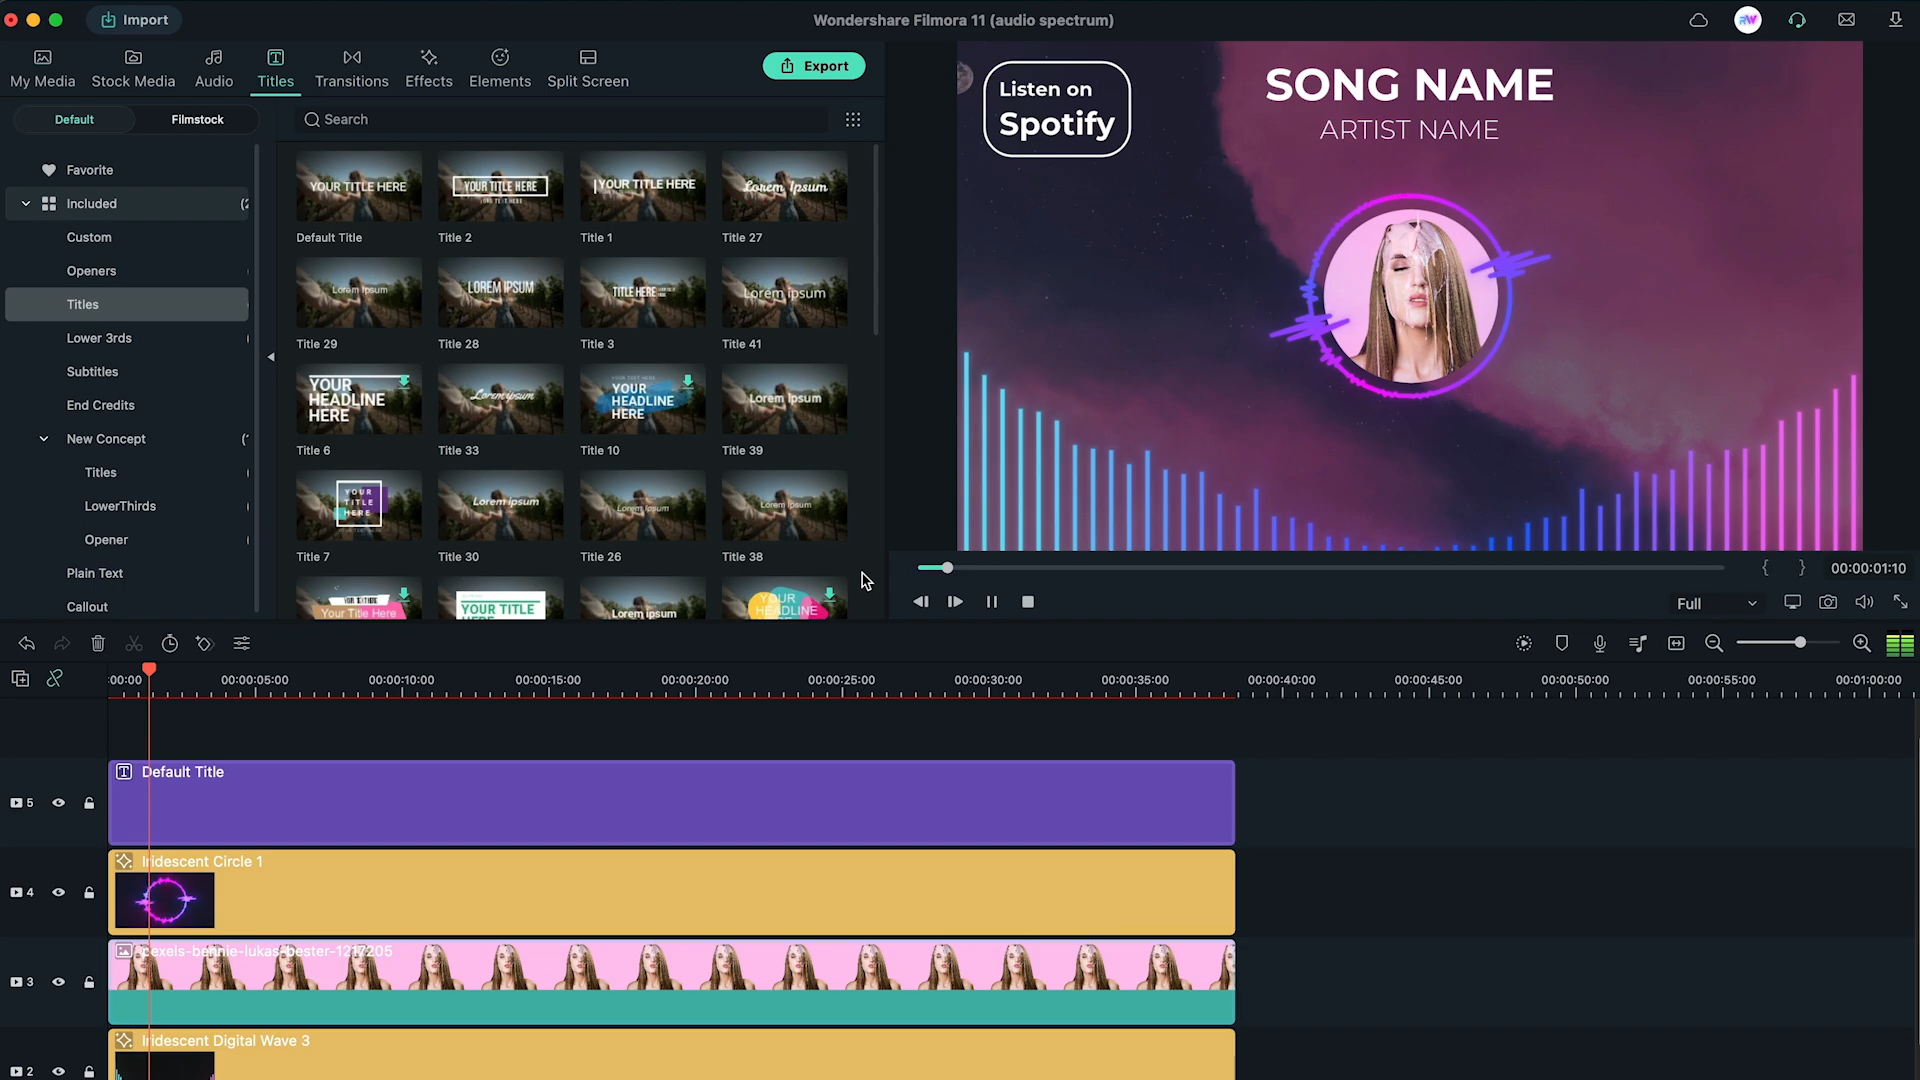 Import
Wondershare Filmora 11 (audio spectrum)
My Media
Stock Media
Audio
Titles
Transitions
Effects
Elements
Split Screen
Export
Default
Filmstock
Search
Favorite
Included
Custom
Openers
Titles
Lower 3rds
Subtitles
End Credits
New Concept
Titles
LowerThirds
Opener
Plain Text
Callout
YOUR TITLE HERE
YOUR TITLE HERE
YOUR TITLE HERE
Lorem Ipsum
Default Title
Title 2
Title 1
Title 27
Lorem Ipsum
LOREM IPSUM
TITLE HERE
Lorem ipsum
Title 29
Title 28
Title 3
Title 41
YOUR
HEADLINE
HERE
Lorem ipsum
YOUR
HEADLINE
HERE
Lorem ipsum
Title 6
Title 33
Title 10
Title 39
YOUR
TITLE
HERE
Lorem ipsum
Lorem ipsum
Lorem ipsum
Title 7
Title 30
Title 26
Title 38
Your Title Here
YOUR TITLE
Lorem ipsum
YOUR
HEADLINE
Listen on
Spotify
SONG NAME
ARTIST NAME
00:00:01:10
Full
:00:00
00:00:05:00
00:00:10:00
00:00:15:00
00:00:20:00
00:00:25:00
00:00:30:00
00:00:35:00
00:00:40:00
00:00:45:00
00:00:50:00
00:00:55:00
00:01:00:00
5
Default Title
4
Iridescent Circle 1
3
pexels-bennie-lukas-bester-1217205
2
Iridescent Digital Wave 3